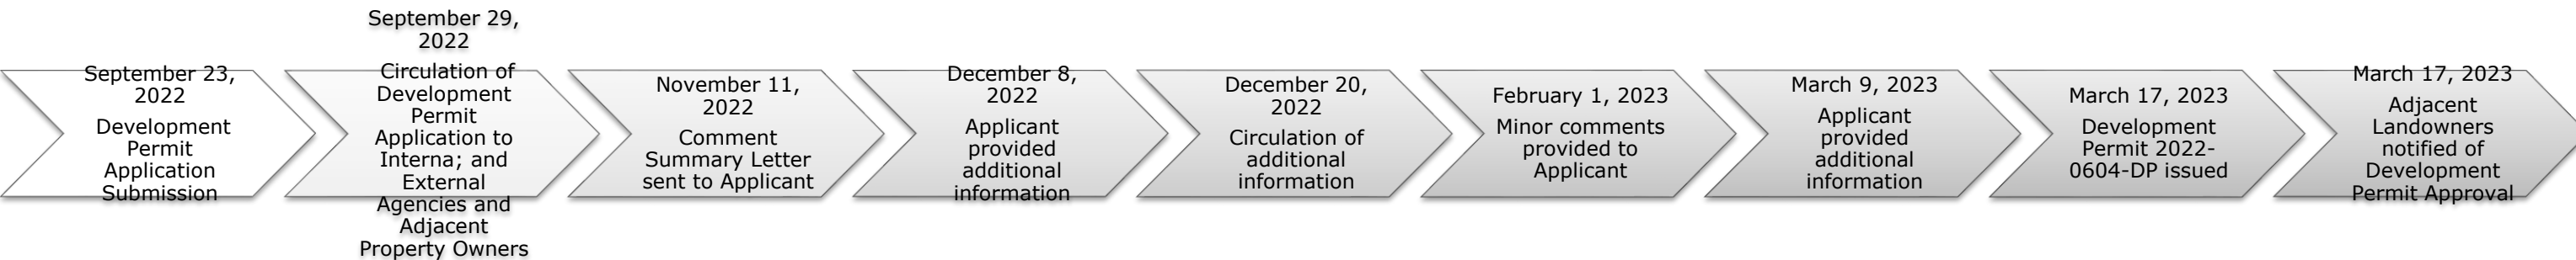 September 23,
2022
Development
Permit
Application
Submission
September 29,
2022
Circulation of
Development
Permit
Application to
Interna; and
External
Agencies and
Adjacent
Property Owners
November 11,
2022
Comment
Summary Letter
sent to Applicant
December 8,
2022
Applicant
provided
additional
information
December 20,
2022
Circulation of
additional
information
February 1, 2023
Minor comments
provided to
Applicant
March 9, 2023
Applicant
provided
additional
information
March 17, 2023
Development
Permit 2022-
0604-DP issued
March 17, 2023
Adjacent
Landowners
notified of
Development
Permit Approval